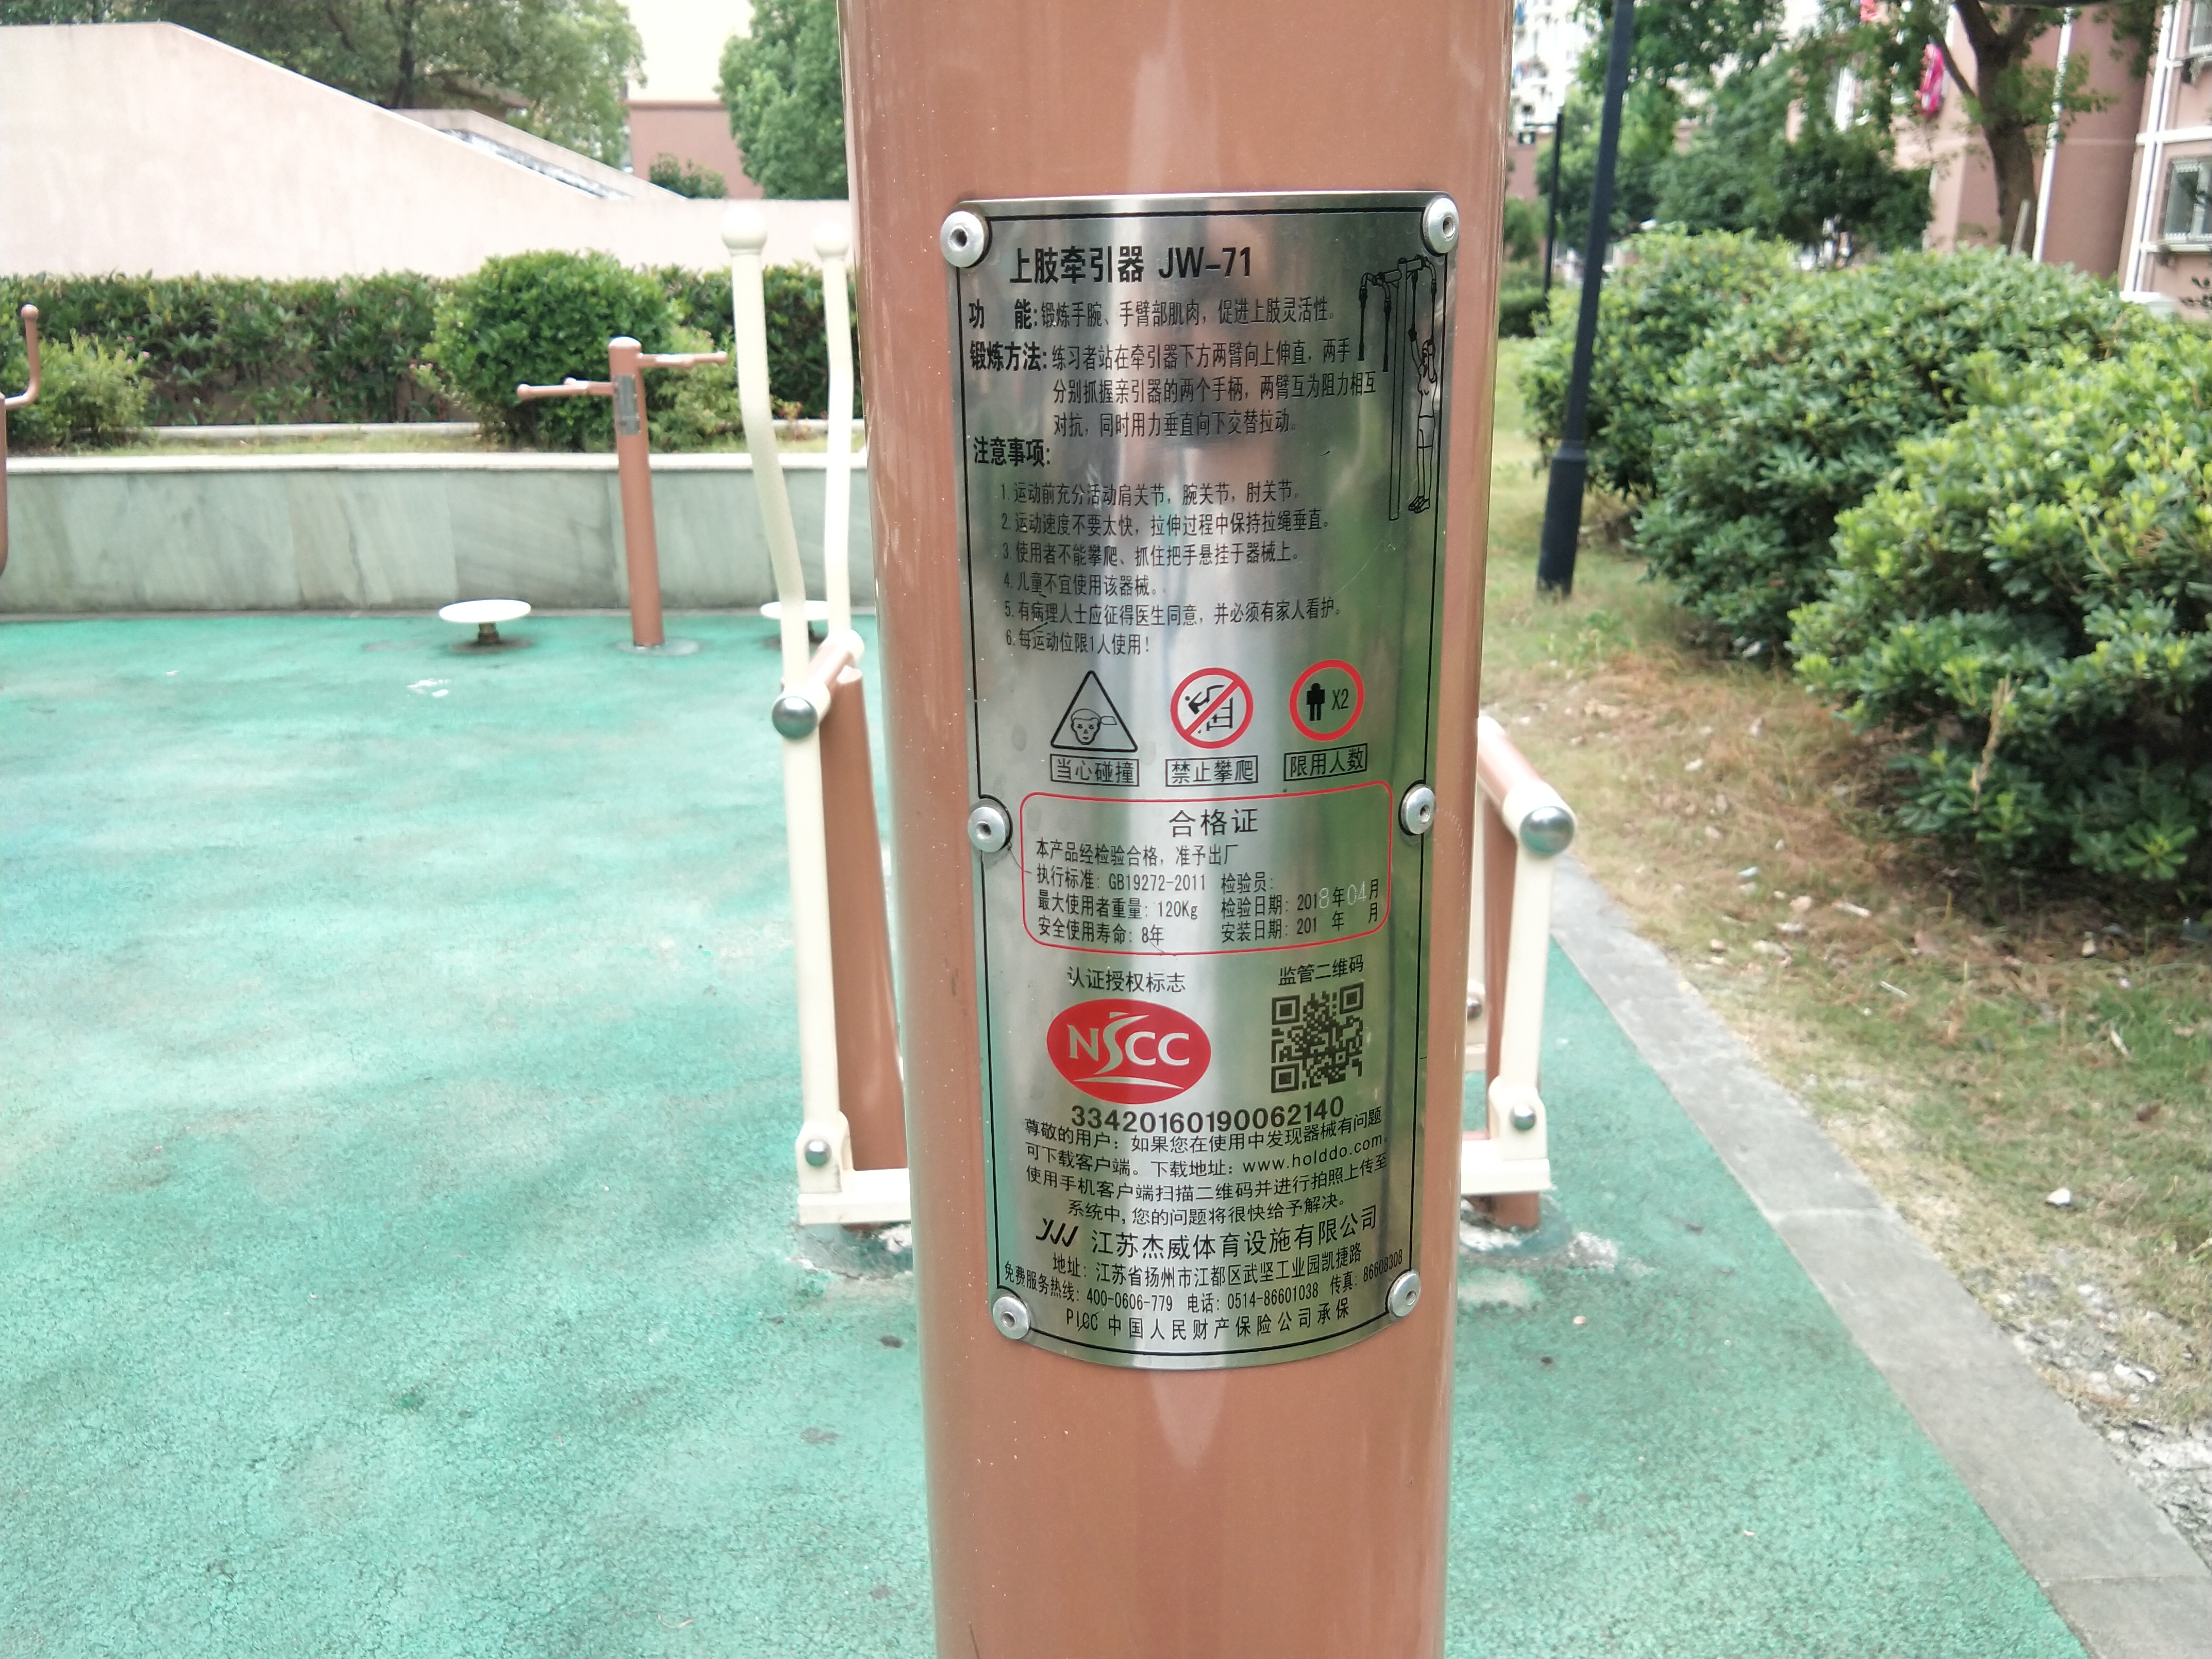 上肢牵引器 JW-71
功 能:锻炼手腕、手臂部肌肉，促进上肢灵活性。
锻炼方法:练习者站在牵引器下方两臂向上伸直，两手
分别抓握亲引器的两个手柄，两臂互为阻力相互
对抗，同时用力垂直向下交替拉动。
注意事项:
1.运动前充分活动肩关节，腕关节，肘关节。
2.运动速度不要太快，拉伸过程中保持拉绳垂直。
3 使用者不能攀爬、抓住把手悬挂于器械上。
4.儿童不宜使用该器械。.
5.有病理人士应征得医生同意，并必须有家人看护。
6.每运动位限1人使用！
X2
当心碰撞 禁止攀爬 限用人数
合格证
本产品经检验合格，准予出厂
执行标准: GB19272-2011 检验员:
最大使用者重量: 120Kg 检验日期: 2018年04月
安全使用寿命: 8年 安装日期: 201 年 月
认证授权标志 监管二维码
NSCC
33420160190062140
尊敬的用户: 如果您在使用中发现器械有问题
可下载客户端。下载地址: www.holddo.com。
使用手机客户端扫描二维码并进行拍照上传至
系统中,您的问题将很快给予解决。
JW 江苏杰威体育设施有限公司
地址: 江苏省扬州市江都区武坚工业园凯捷路
免费服务热线: 400-0606-779 电话: 0514-86601038 传真: 86608308
PICC 中国人民财产保险公司承保